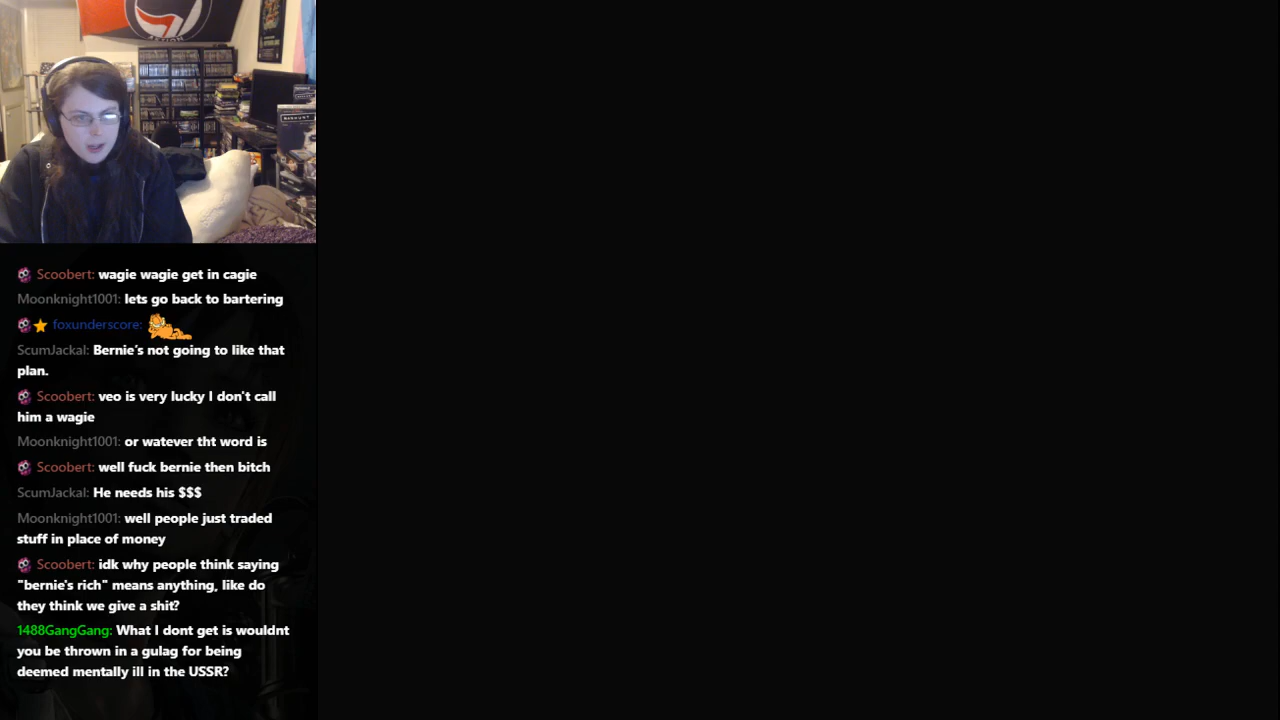 ACTION
MANHUNT
Scoobert: wagie wagie get in cagie
Moonknight1001: lets go back to bartering
foxunderscore:
ScumJackal: Bernie's not going to like that
plan.
Scoobert: veo is very lucky I don't call
him a wagie
Moonknight1001: or watever tht word is
Scoobert: well fuck bernie then bitch
ScumJackal: He needs his $$$
Moonknight1001: well people just traded
stuff in place of money
Scoobert: idk why people think saying
"bernie's rich" means anything, like do
they think we give a shit?
1488GangGang: What I dont get is wouldnt
you be thrown in a gulag for being
deemed mentally ill in the USSR?